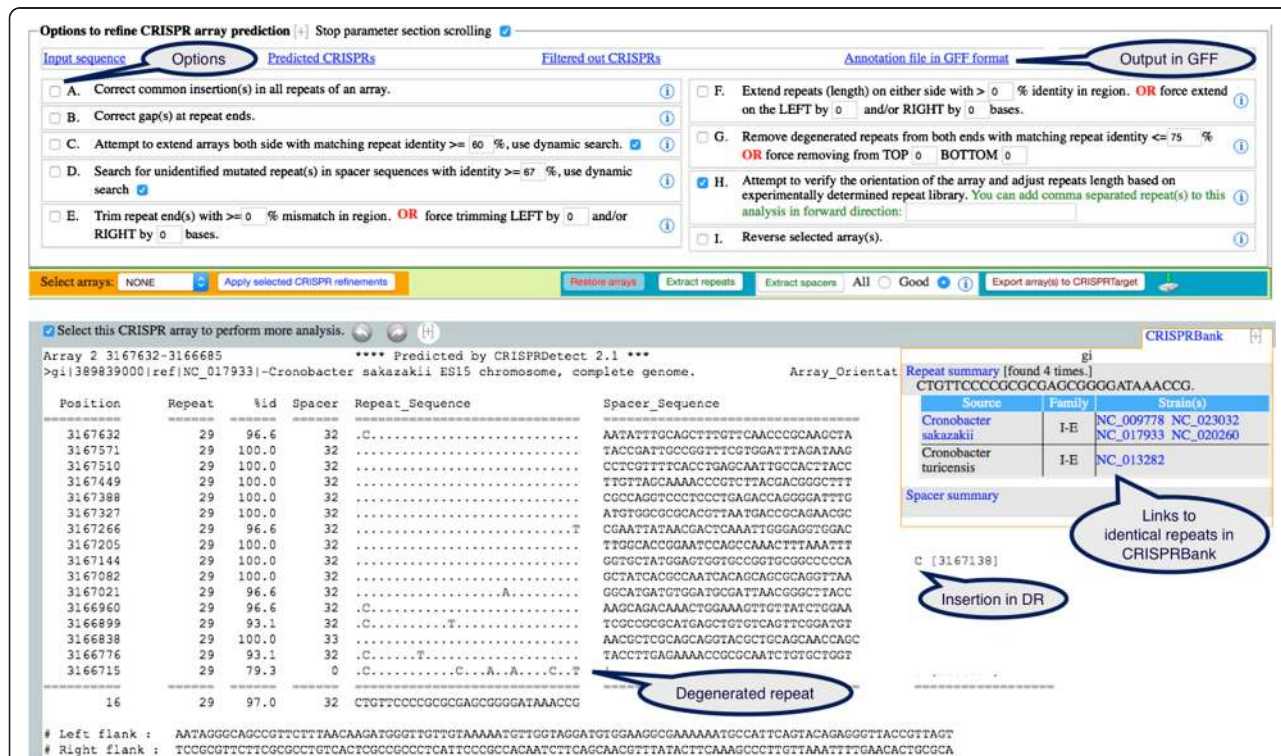 Options to refine CRISPR array prediction [+] Stop parameter section scrolling
Input sequence Options Predicted CRISPRs Filtered out CRISPRs Annotation file in GFF format Output in GFF
A. Correct common insertion(s) in all repeats of an array.
B. Correct gap(s) at repeat ends.
C. Attempt to extend arrays both side with matching repeat identity >= 60 %, use dynamic search.
D. Search for unidentified mutated repeat(s) in spacer sequences with identity >= 67 %, use dynamic
search
E. Trim repeat end(s) with >= 0 % mismatch in region. OR force trimming LEFT by 0 and/or
RIGHT by 0 bases.
F. Extend repeats (length) on either side with > 0 % identity in region. OR force extend
on the LEFT by 0 and/or RIGHT by 0 bases.
G. Remove degenerated repeats from both ends with matching repeat identity <= 75 %
OR force removing from TOP 0 BOTTOM 0
H. Attempt to verify the orientation of the array and adjust repeats length based on
experimentally determined repeat library. You can add comma separated repeat(s) to this
analysis in forward direction:
I. Reverse selected array(s).
Select arrays: NONE Apply selected CRISPR refinements Restore arrays Extract repeats Extract spacers All Good Export array(s) to CRISPRTarget
Select this CRISPR array to perform more analysis. [+]
Array 2 3167632-3166685 **** Predicted by CRISPRDetect 2.1 ***
>gi|389839000|ref|NC_017933|-Cronobacter sakazakii ES15 chromosome, complete genome. Array_Orientat
Position Repeat %id Spacer Repeat_Sequence Spacer_Sequence
========== ====== ====== ====== ============================= =================================
3167632 29 96.6 32 .C........................... AATATTTGCAGCTTTGTTCAACCCGCAAGCTA
3167571 29 100.0 32 ............................. TACCGATTGCCGGTTTCGTGGATTTAGATAAG
3167510 29 100.0 32 ............................. CCTCGTTTTCACCTGAGCAATTGCCACTTACC
3167449 29 100.0 32 ............................. TTGTTAGCAAAACCCGTCTTACGACGGGCTTT
3167388 29 100.0 32 ............................. CGCCAGGTCCCTCCCTGAGACCAGGGGATTTG
3167327 29 100.0 32 ............................. ATGTGGCGCGCACGTTAATGACCGCAGAACGC
3167266 29 96.6 32 ............................T CGAATTATAACGACTCAAATTGGGAGGTGGAC
3167205 29 100.0 32 ............................. TTGGCACCGGAATCCAGCCAAACTTTAAATTT
3167144 29 100.0 32 ............................. GGTGCTATGGAGTGGTGCCGGTGCGGCCCCCA C [3167138]
3167082 29 100.0 32 ............................. GCTATCACGCCAATCACAGCAGCGCAGGTTAA
3167021 29 96.6 32 ....................A........ GGCATGATGTGGATGCGATTAACGGGCTTACC
3166960 29 96.6 32 .C........................... AAGCAGACAAACTGGAAAGTTGTTATCTGGAA
3166899 29 93.1 32 .C...........T............... TCGCCGCGCATGAGCTGTGTCAGTTCGGATGT
3166838 29 100.0 33 ............................. AACGCTCGCAGCAGGTACGCTGCAGCAACCAGC
3166776 29 93.1 32 .C.......T................... TACCTTGAGAAAACCGCGCAATCTGTGCTGGT
3166715 29 79.3 0 .C............C...A..A....C..T |
========== ====== ====== ====== ============================= =================================
16 29 97.0 32 CTGTTCCCCGCGCGAGCGGGGATAAACCG
# Left flank : AATAGGGCAGCCGTTCTTTAACAAGATGGGTTGTTGTAAAAATGTTGGTAGGATGTGGAAGGCGAAAAAATGCCATTCAGTACAGAGGGTTACCGTTAGT
# Right flank : TCCGCGTTCTTCGCGCCTGTCACTCGCCGCCCTCATTCCCGCCACAATCTTCAGCAACGTTTATACTTCAAAGCCCTTGTTAAATTTTGAACACTGCGCA
CRISPRBank [+]
gi
Repeat summary [found 4 times.]
CTGTTCCCCGCGCGAGCGGGGATAAACCG.
Source Family Strain(s)
Cronobacter sakazakii I-E NC_009778 NC_023032
NC_017933 NC_020260
Cronobacter turicensis I-E NC_013282
Spacer summary
Links to
identical repeats in
CRISPRBank
Insertion in DR
Degenerated repeat